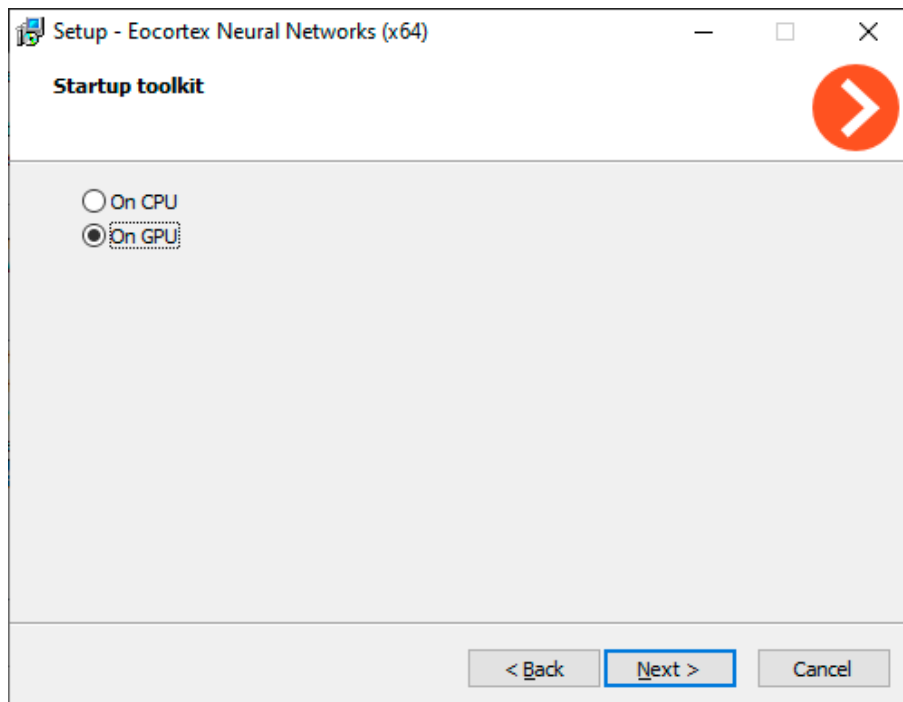 Setup - Eocortex Neural Networks (x64)
Startup toolkit
On CPU
On GPU
< Back
Next >
Cancel